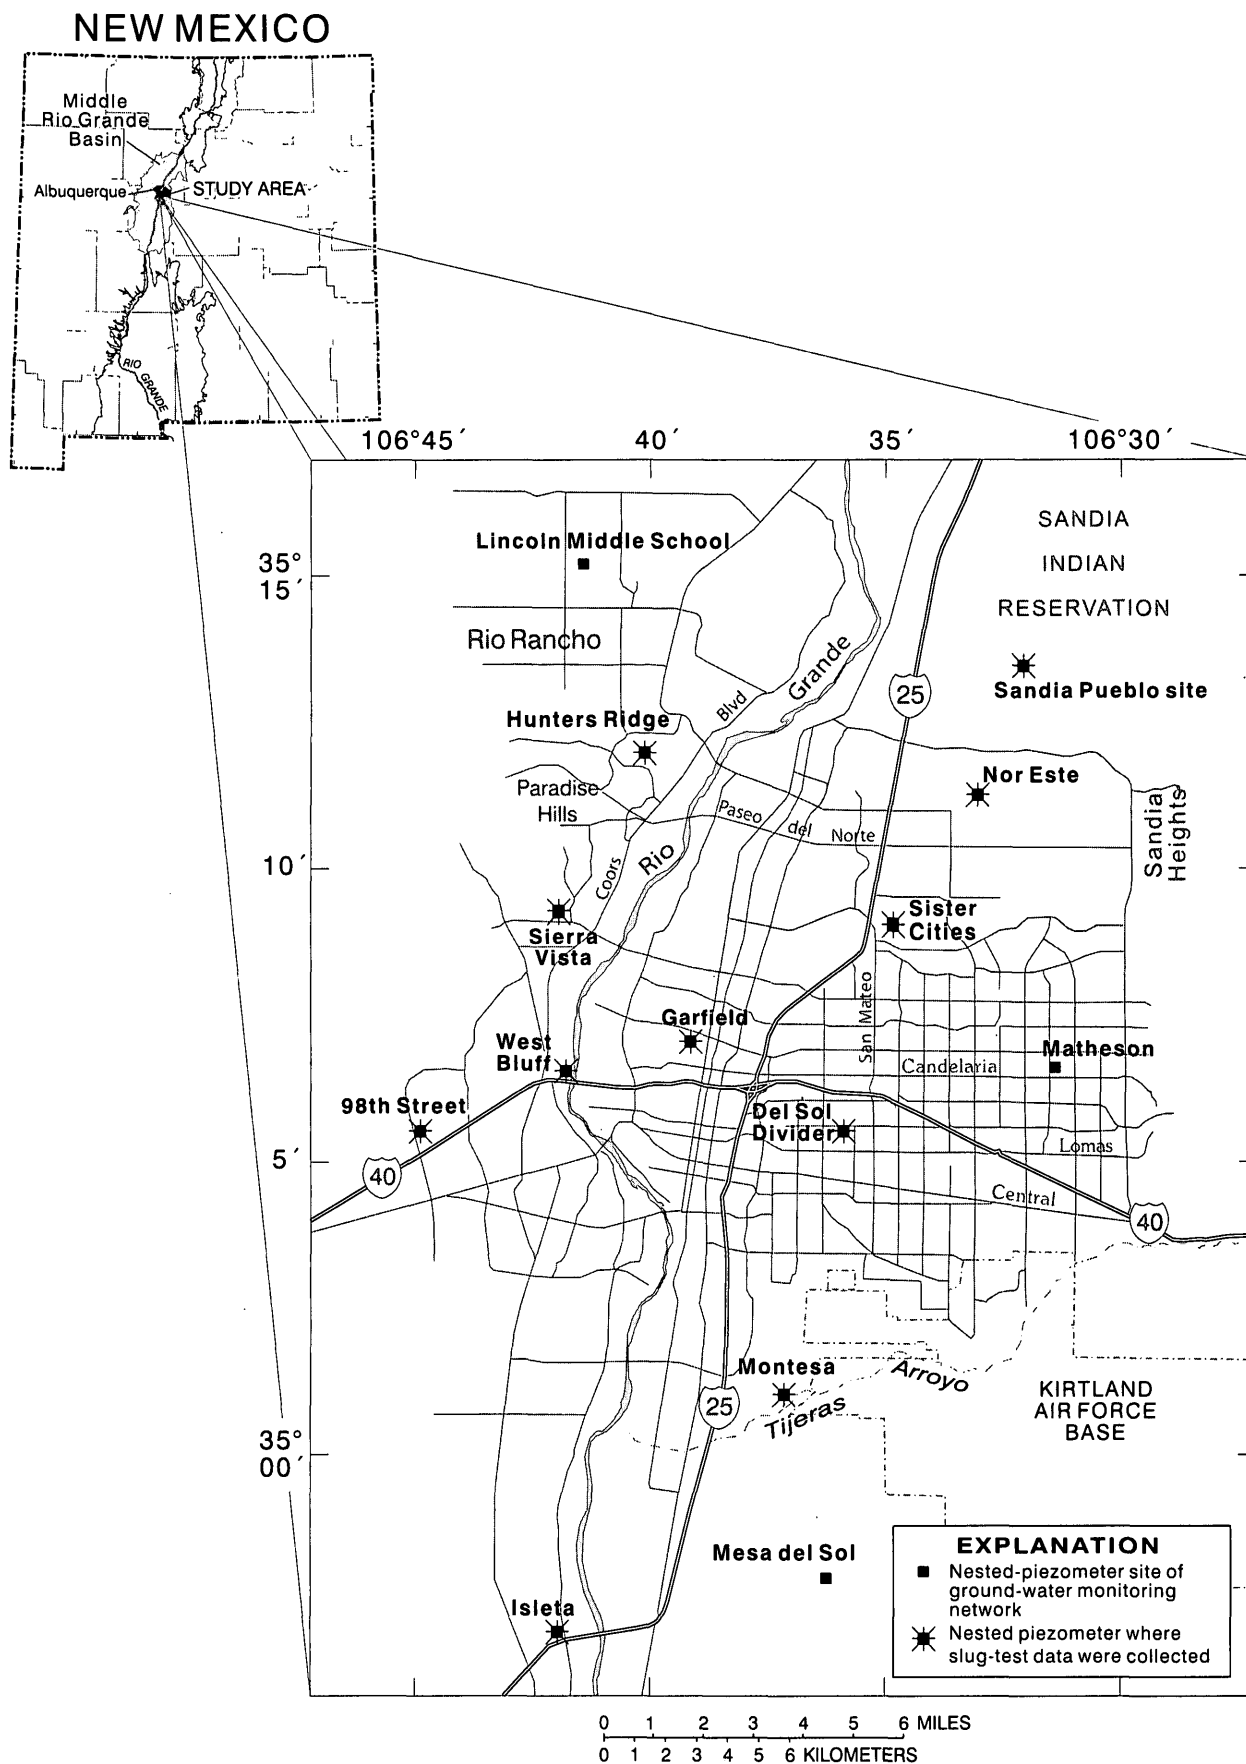 NEW MEXICO
Middle
Rio Grande
Basin
Albuquerque
STUDY AREA
RIO
GRANDE
106°45′
40′
35′
106°30′
SANDIA
INDIAN
RESERVATION
Lincoln Middle School
35°
15′
Rio Rancho
Grande
25
Sandia Pueblo site
Blvd
Hunters Ridge
Nor Este
Paradise
Hills
Paseo
del
Norte
Sandia
Heights
10′
Rio
Coors
Sister
Cities
Sierra
Vista
San Mateo
Garfield
West
Bluff
Matheson
Candelaria
98th Street
Del Sol
Divider
Lomas
5′
40
Central
40
Montesa
Arroyo
Tijeras
25
KIRTLAND
AIR FORCE
BASE
35°
00′
Mesa del Sol
Isleta
EXPLANATION
Nested-piezometer site of
ground-water monitoring
network
Nested piezometer where
slug-test data were collected
0 1 2 3 4 5 6 MILES
0 1 2 3 4 5 6 KILOMETERS